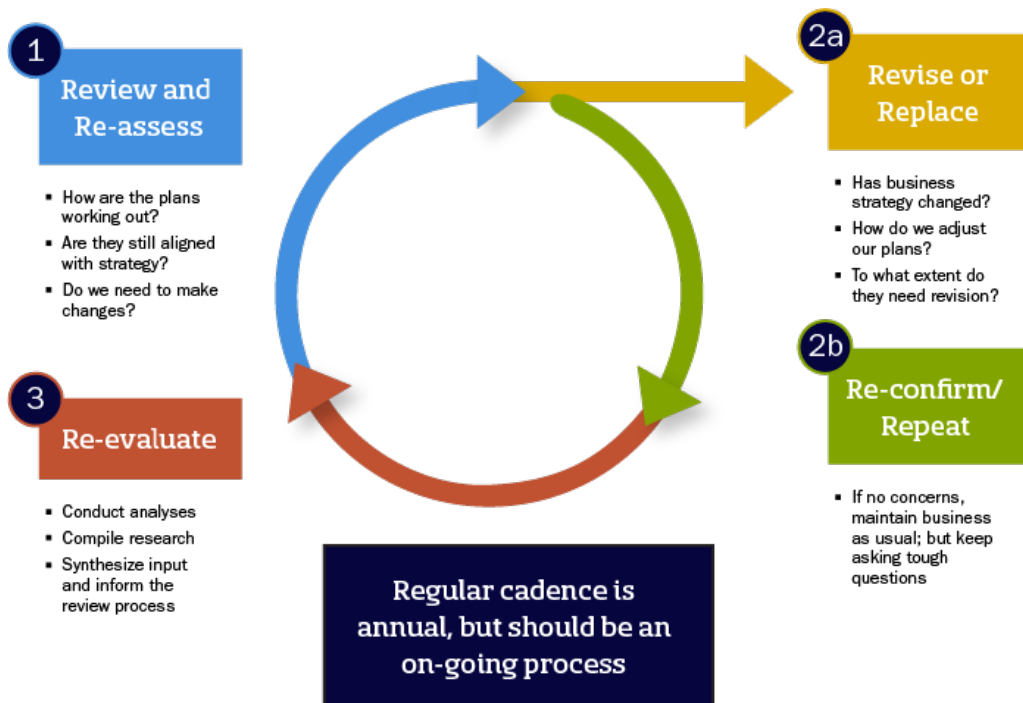 1
Review and
Re-assess
▪ How are the plans
working out?
▪ Are they still aligned
with strategy?
▪ Do we need to make
changes?
2a
Revise or
Replace
▪ Has business
strategy changed?
▪ How do we adjust
our plans?
▪ To what extent do
they need revision?
2b
Re-confirm/
Repeat
▪ If no concerns,
maintain business
as usual; but keep
asking tough
questions
3
Re-evaluate
▪ Conduct analyses
▪ Compile research
▪ Synthesize input
and inform the
review process
Regular cadence is
annual, but should be an
on-going process